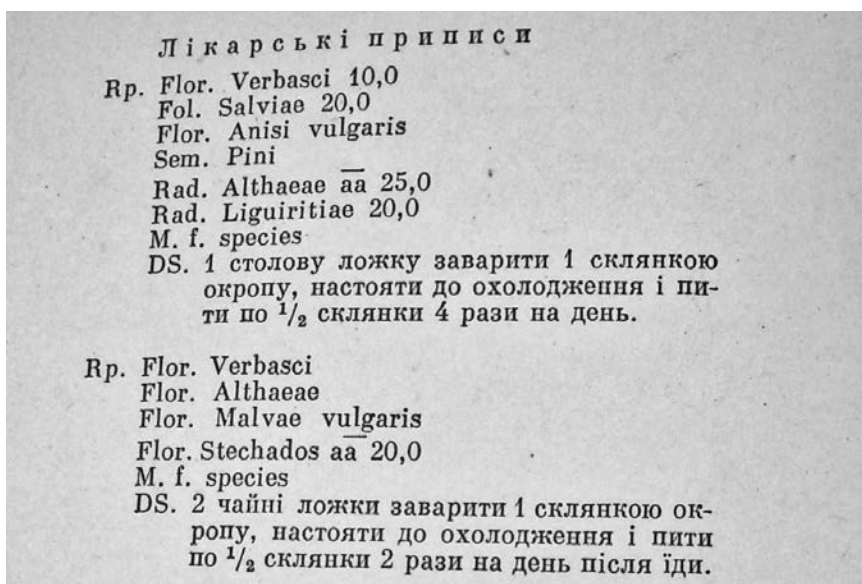 Лікарські приписи
Rp. Flor. Verbasci 10,0
Fol. Salviae 20,0
Flor. Anisi vulgaris
Sem. Pini
Rad. Althaeae a̅a̅ 25,0
Rad. Liguiritiae 20,0
M. f. species
DS. 1 столову ложку заварити 1 склянкою
окропу, настояти до охолодження і пи-
ти по 1/2 склянки 4 рази на день.
Rp. Flor. Verbasci
Flor. Althaeae
Flor. Malvae vulgaris
Flor. Stechados a̅a̅ 20,0
M. f. species
DS. 2 чайні ложки заварити 1 склянкою ок-
ропу, настояти до охолодження і пити
по 1/2 склянки 2 рази на день після їди.